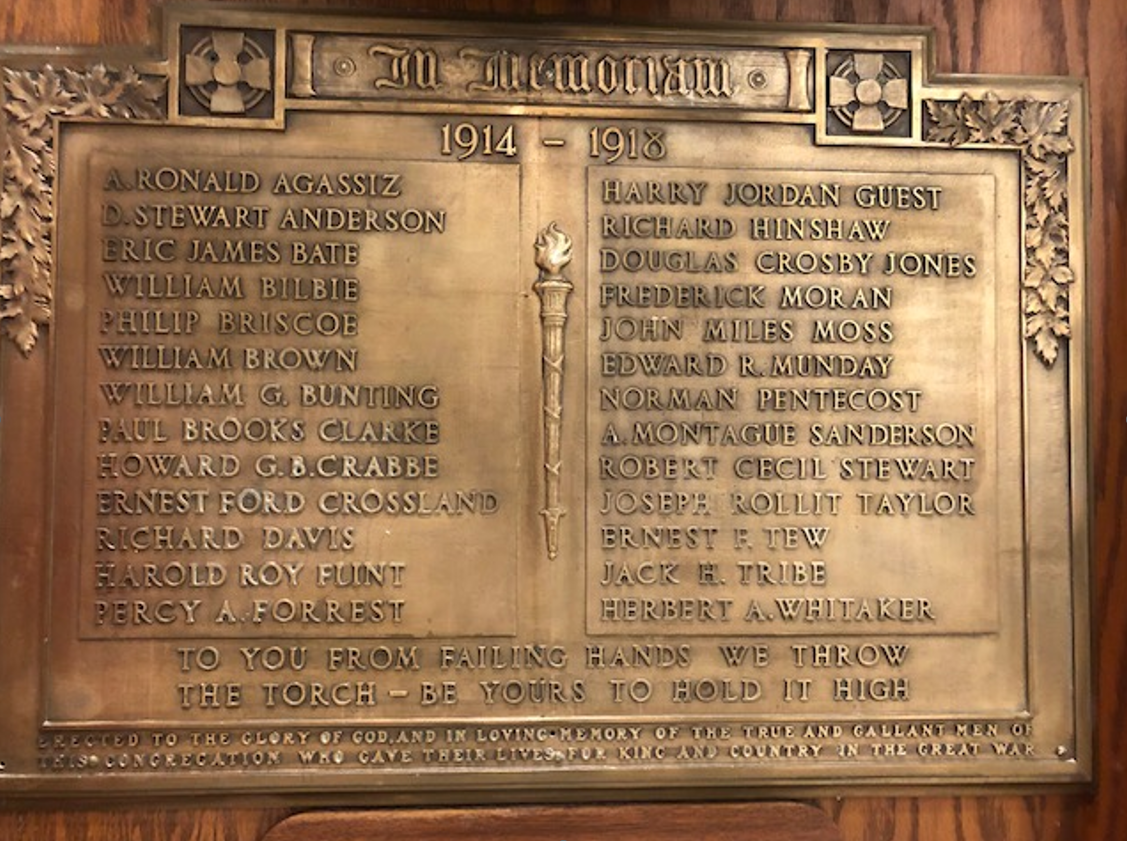 In Memoriam
1914 – 1918
A. RONALD AGASSIZ
D. STEWART ANDERSON
ERIC JAMES BATE
WILLIAM BILBIE
PHILIP BRISCOE
WILLIAM BROWN
WILLIAM G. BUNTING
PAUL BROOKS CLARKE
HOWARD G.B. CRABBE
ERNEST FORD CROSSLAND
RICHARD DAVIS
HAROLD ROY FLINT
PERCY A. FORREST
HARRY JORDAN GUEST
RICHARD HINSHAW
DOUGLAS CROSBY JONES
FREDERICK MORAN
JOHN MILES MOSS
EDWARD R. MUNDAY
NORMAN PENTECOST
A. MONTAGUE SANDERSON
ROBERT CECIL STEWART
JOSEPH ROLLIT TAYLOR
ERNEST F. TEW
JACK H. TRIBE
HERBERT A. WHITAKER
TO YOU FROM FAILING HANDS WE THROW
THE TORCH – BE YOURS TO HOLD IT HIGH
ERECTED TO THE GLORY OF GOD, AND IN LOVING MEMORY OF THE TRUE AND GALLANT MEN OF
THIS CONGREGATION WHO GAVE THEIR LIVES FOR KING AND COUNTRY IN THE GREAT WAR